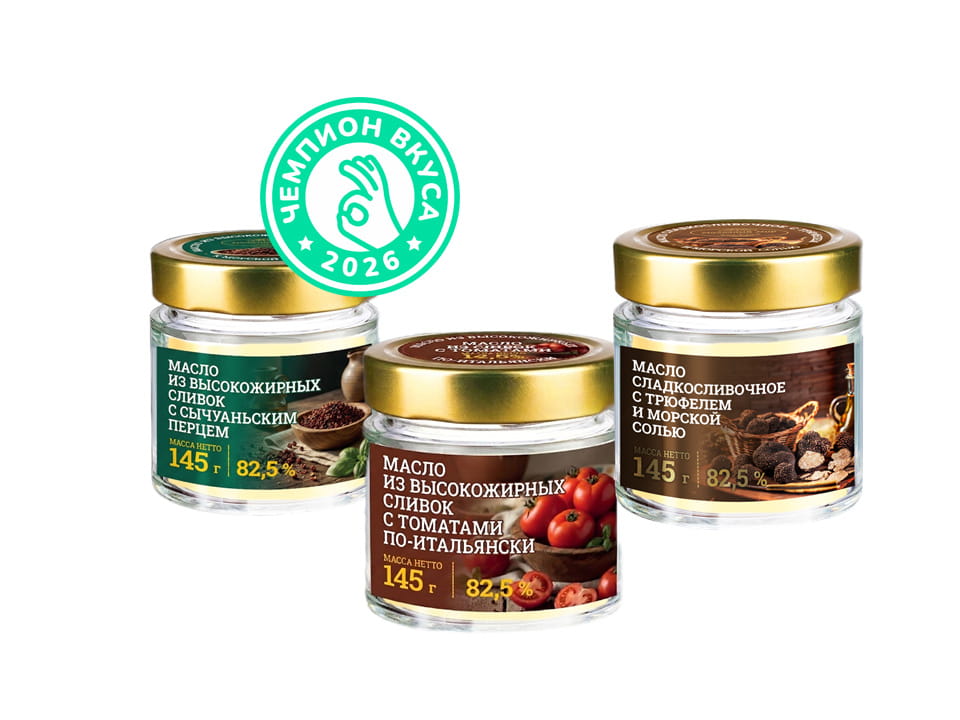 ЧЕМПИОН ВКУСА
2026
МАСЛО
ИЗ ВЫСОКОЖИРНЫХ
СЛИВОК
С СЫЧУАНЬСКИМ
ПЕРЦЕМ
МАССА НЕТТО
145 г
82,5 %
МАСЛО
ИЗ ВЫСОКОЖИРНЫХ
СЛИВОК
С ТОМАТАМИ
ПО-ИТАЛЬЯНСКИ
МАССА НЕТТО
145 г
82,5 %
МАСЛО
СЛАДКОСЛИВОЧНОЕ
С ТРЮФЕЛЕМ
И МОРСКОЙ
СОЛЬЮ
МАССА НЕТТО
145 г
82,5 %